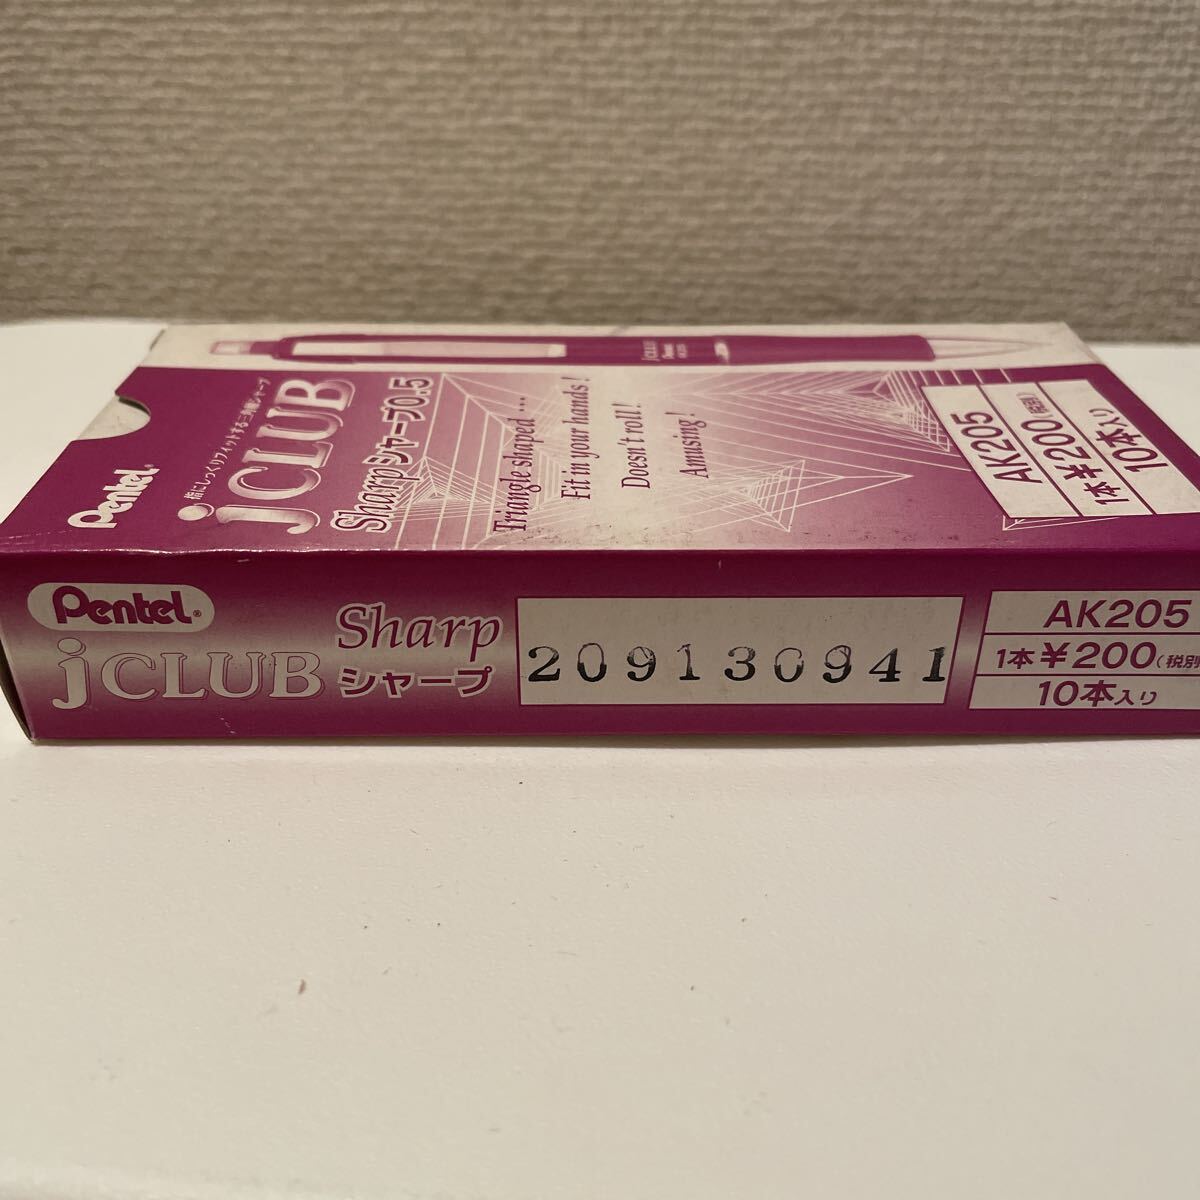 jCLUB
Pentel
指にしっくりフィットする三角軸シャープ
jCLUB
Sharpシャープ0.5
Triangle shaped ...
Fit in your hands!
Doesn't roll!
Amusing!
AK205
1本¥200(税別)
10本入り
Pentel®
jCLUB
Sharp
シャープ
209130941
AK205
1本¥200(税別
10本入り